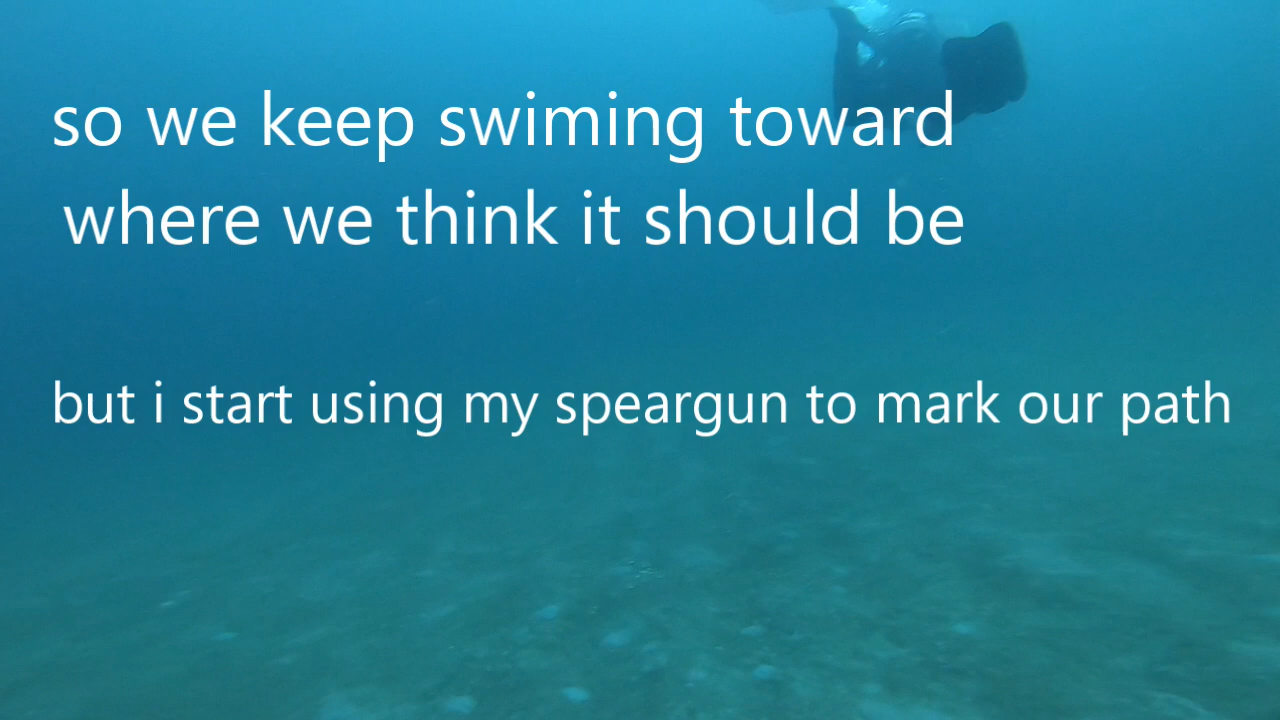 so we keep swiming toward
where we think it should be
but i start using my speargun to mark our path